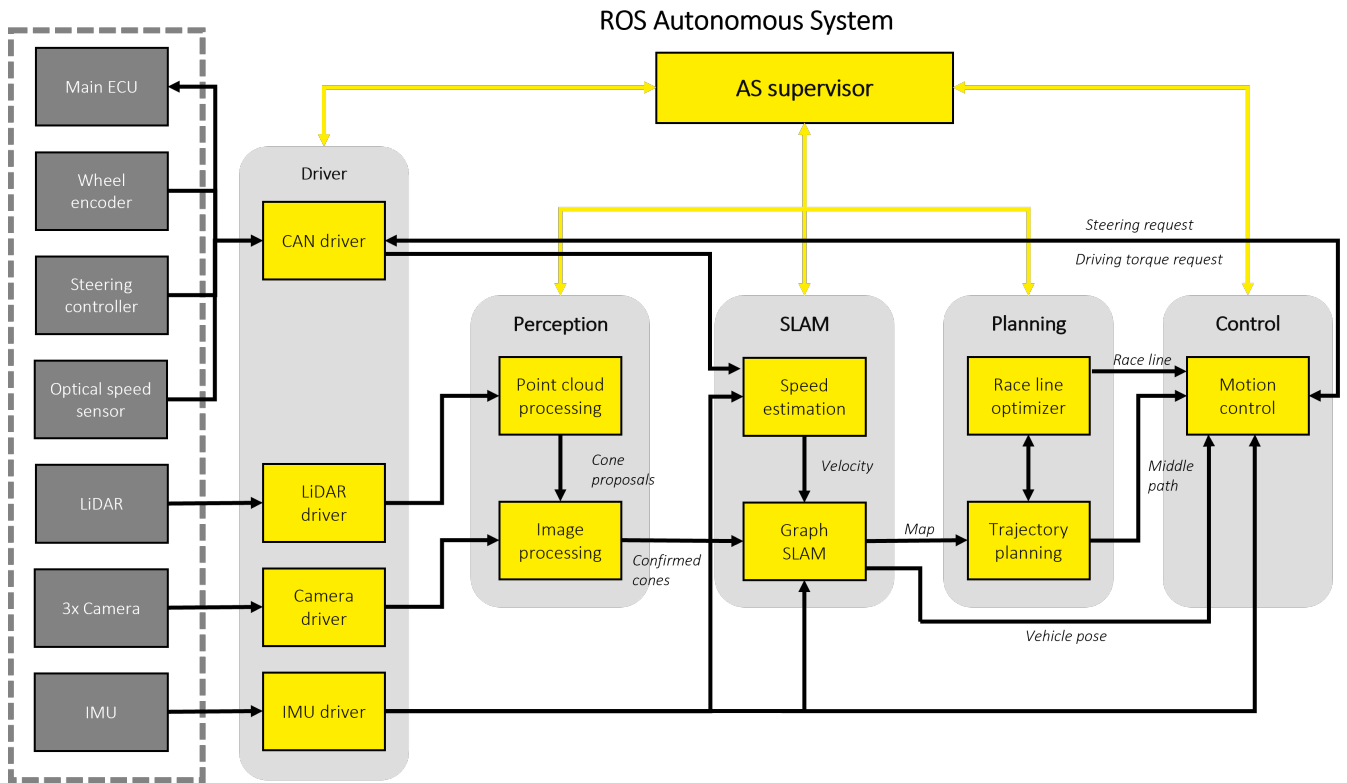 ROS Autonomous System
AS supervisor
Main ECU
Wheel
encoder
Steering
controller
Optical speed
sensor
LiDAR
3x Camera
IMU
Driver
CAN driver
LiDAR
driver
Camera
driver
IMU driver
Perception
Point cloud
processing
Cone
proposals
Image
processing
Confirmed
cones
SLAM
Speed
estimation
Velocity
Graph
SLAM
Map
Vehicle pose
Planning
Race line
optimizer
Trajectory
planning
Race line
Middle
path
Control
Motion
control
Steering request
Driving torque request